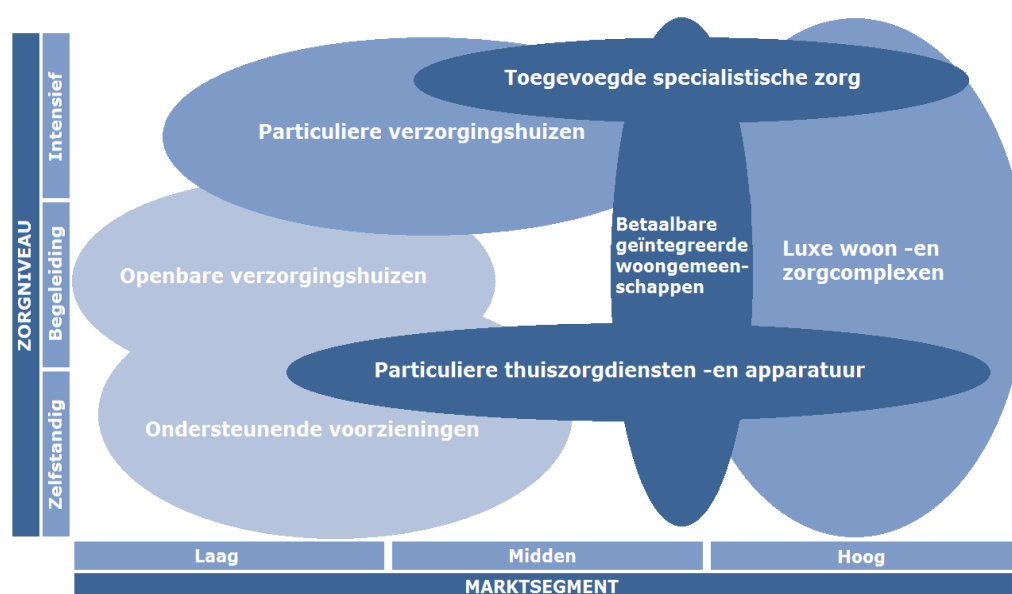 Toegevoegde specialistische zorg
Particuliere verzorgingshuizen
Betaalbare
geïntegreerde
woongemeen-
schappen
Luxe woon -en
zorgcomplexen
Openbare verzorgingshuizen
Particuliere thuiszorgdiensten -en apparatuur
Ondersteunende voorzieningen
ZORGNIVEAU
Intensief
Begeleiding
Zelfstandig
Laag
Midden
Hoog
MARKTSEGMENT